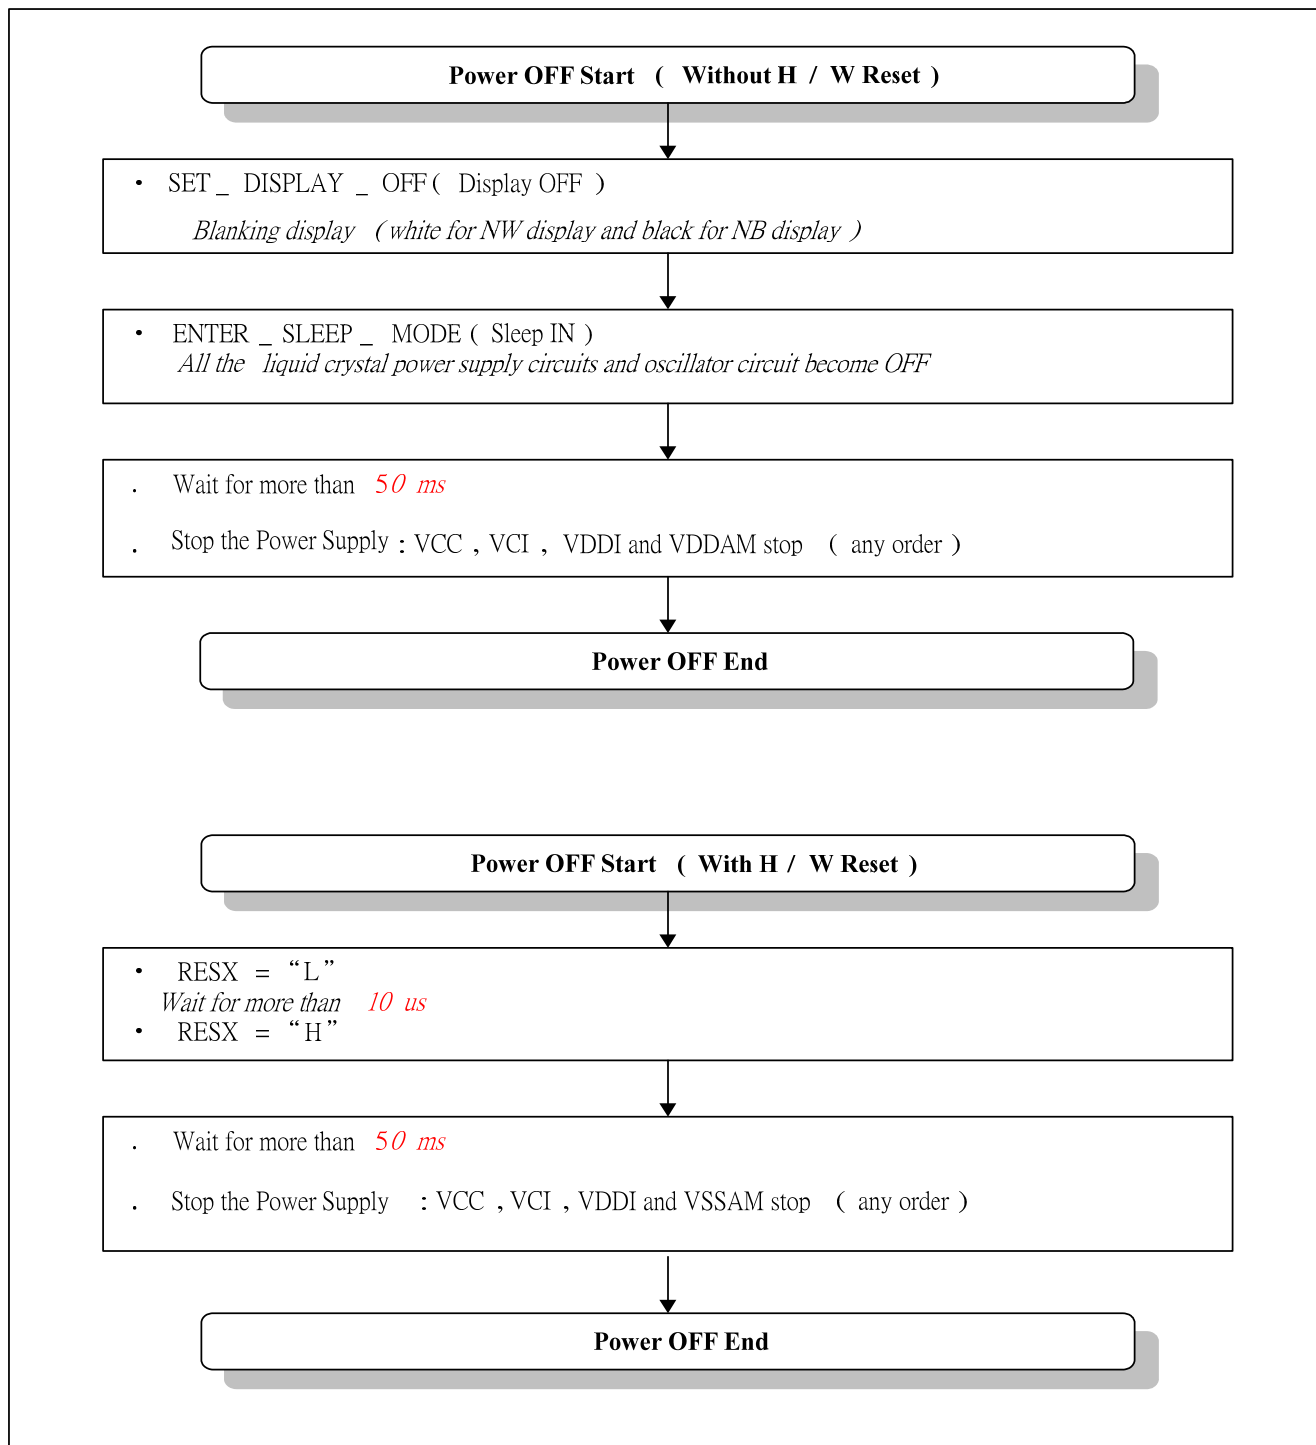 Power OFF Start ( Without H / W Reset )
• SET _ DISPLAY _ OFF ( Display OFF )
Blanking display ( white for NW display and black for NB display )
• ENTER _ SLEEP _ MODE ( Sleep IN )
All the liquid crystal power supply circuits and oscillator circuit become OFF
. Wait for more than 50 ms
. Stop the Power Supply : VCC , VCI , VDDI and VDDAM stop ( any order )
Power OFF End
Power OFF Start ( With H / W Reset )
• RESX = “L”
Wait for more than 10 us
• RESX = “H”
. Wait for more than 50 ms
. Stop the Power Supply : VCC , VCI , VDDI and VSSAM stop ( any order )
Power OFF End